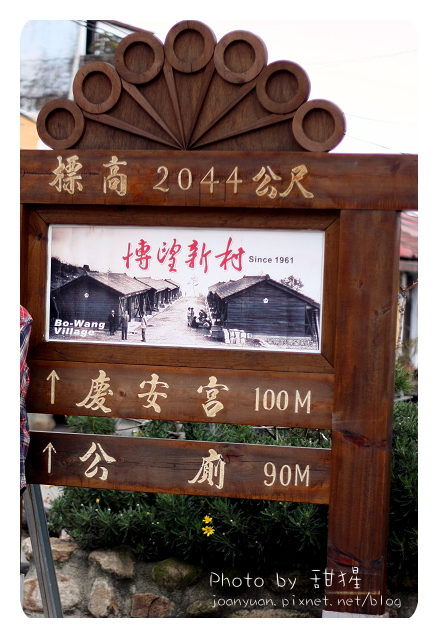 標高 2044 公尺
博望新村 Since 1961
Bo-Wang
Village
↑ 慶安宮 100M
↑ 公廁 90M
Photo by 甜猩
joanyuan.pixnet.net/blog